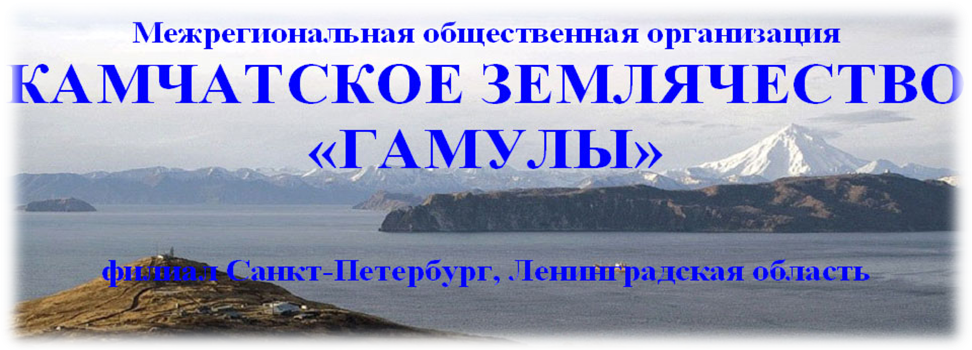 Межрегиональная общественная организация
КАМЧАТСКОЕ ЗЕМЛЯЧЕСТВО
«ГАМУЛЫ»
филиал Санкт-Петербург, Ленинградская область